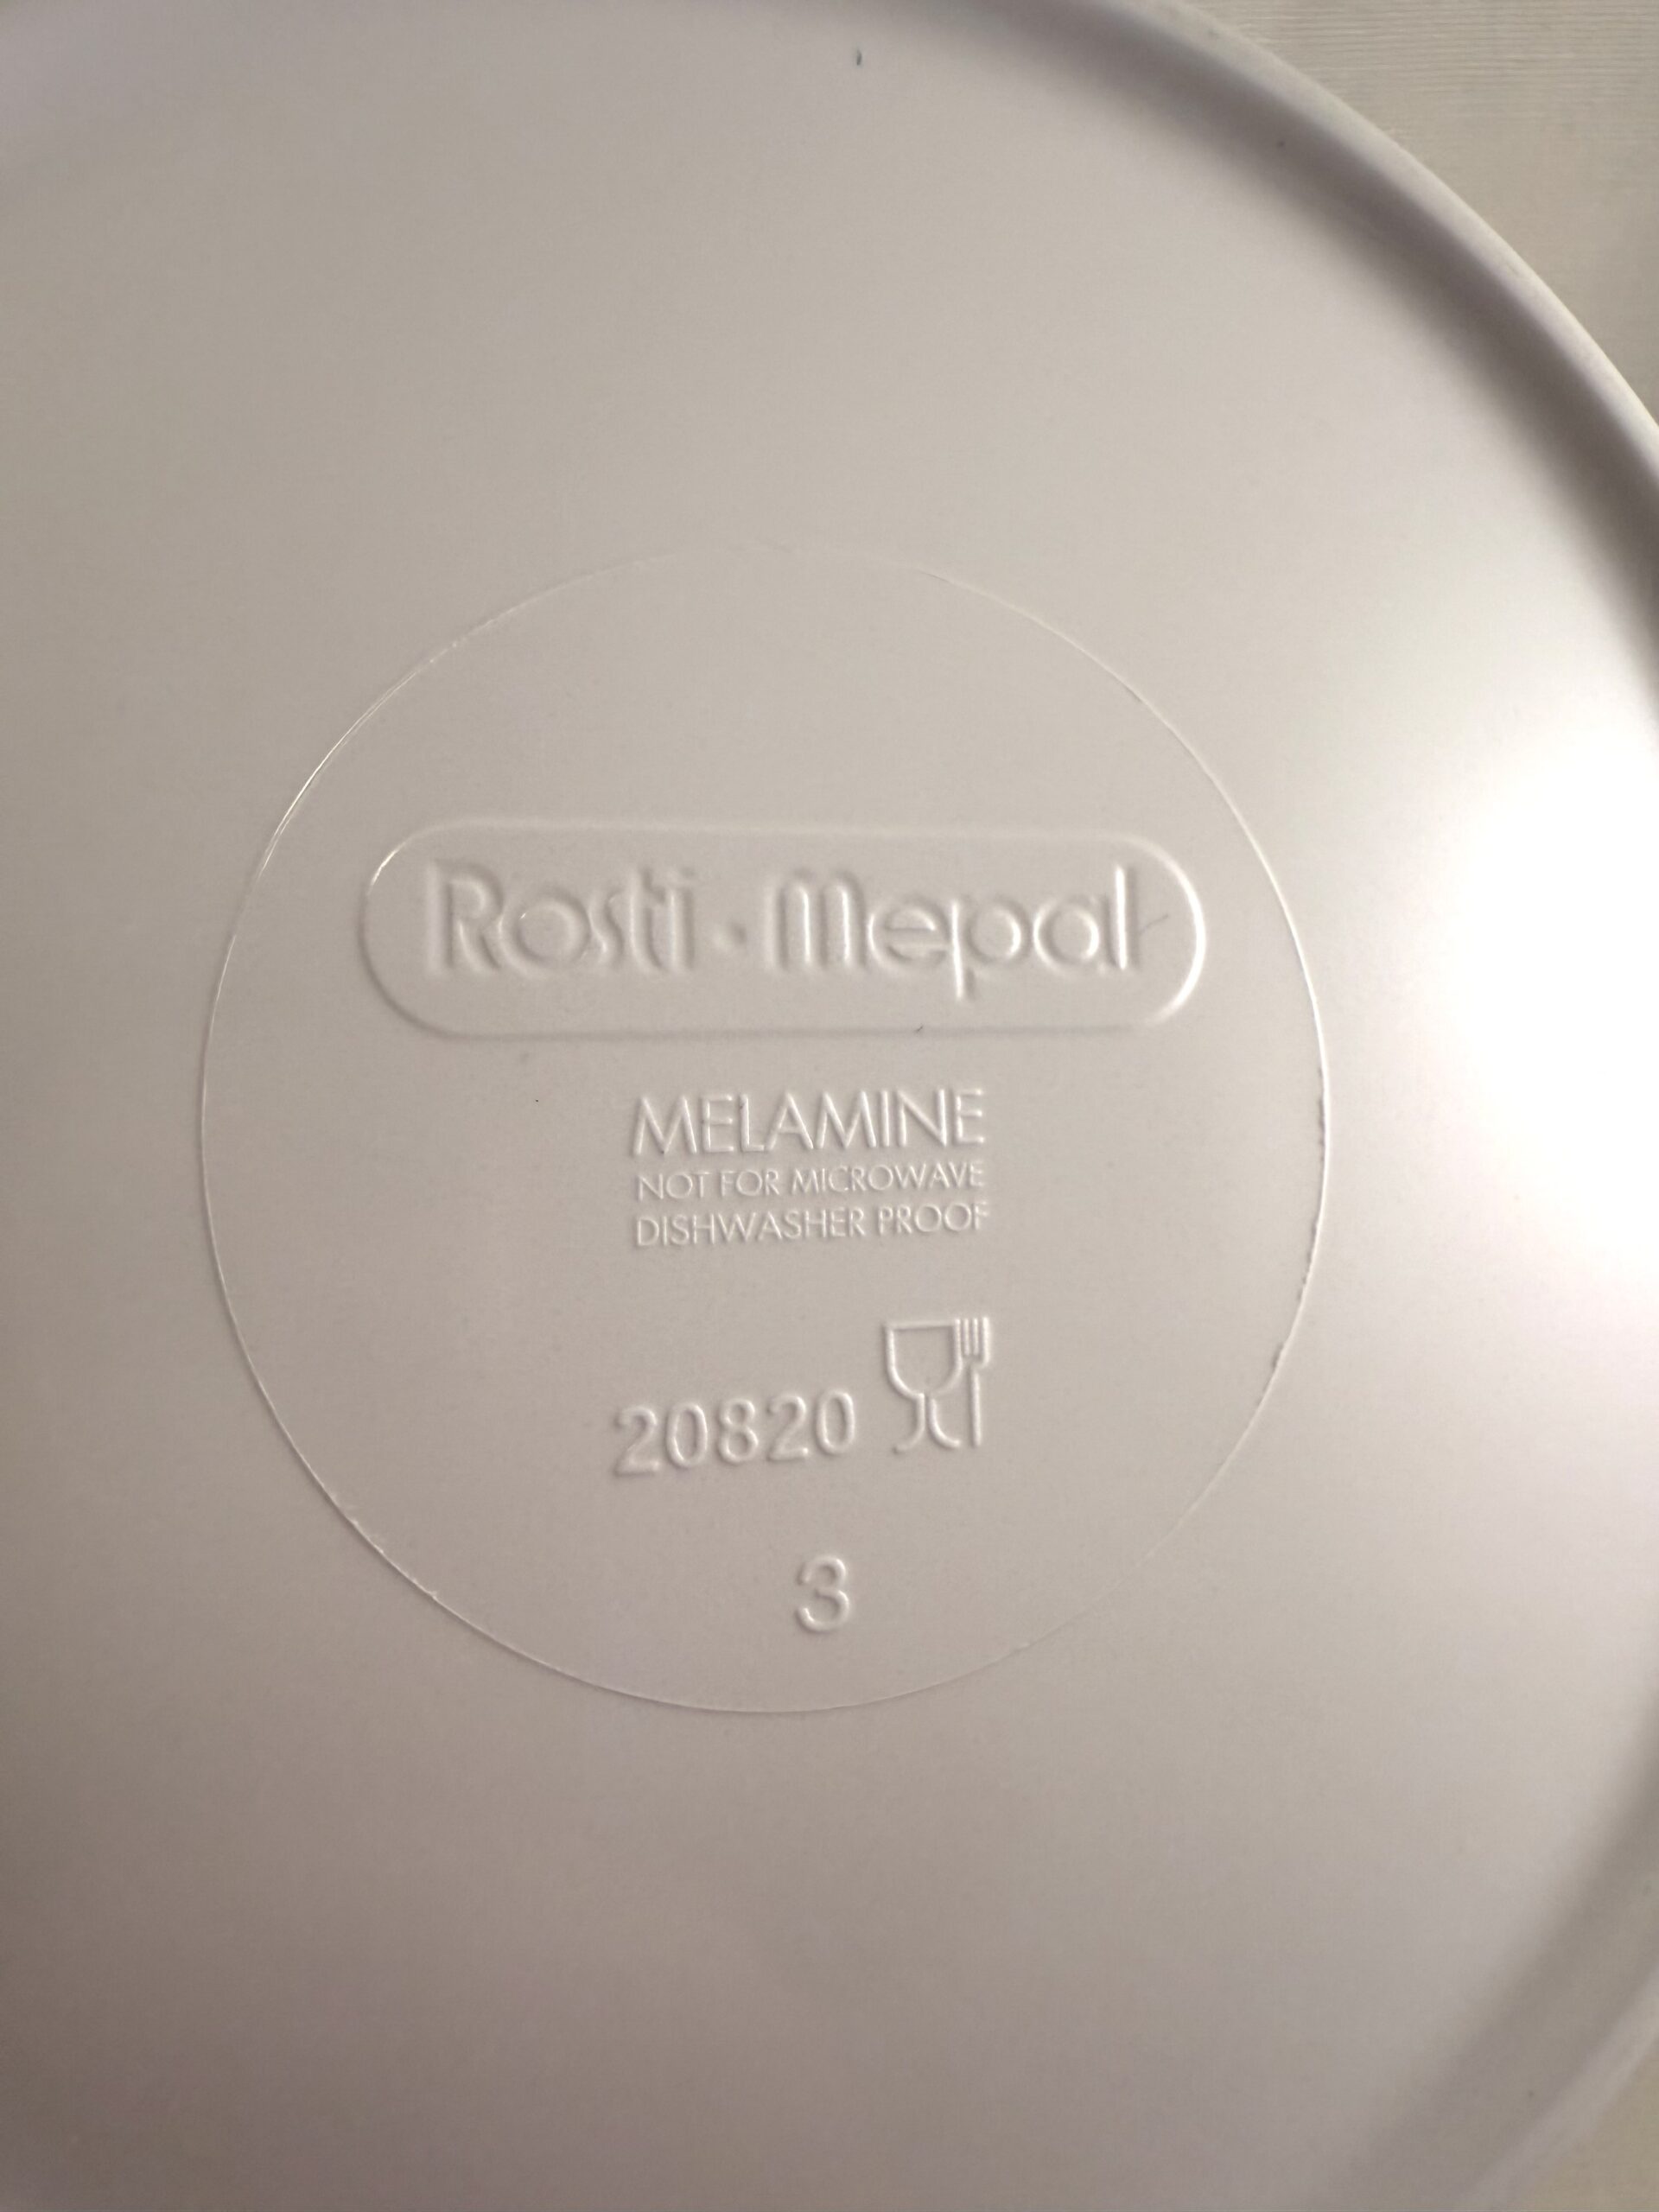 Rosti · Mepal
MELAMINE
NOT FOR MICROWAVE
DISHWASHER PROOF
20820
3